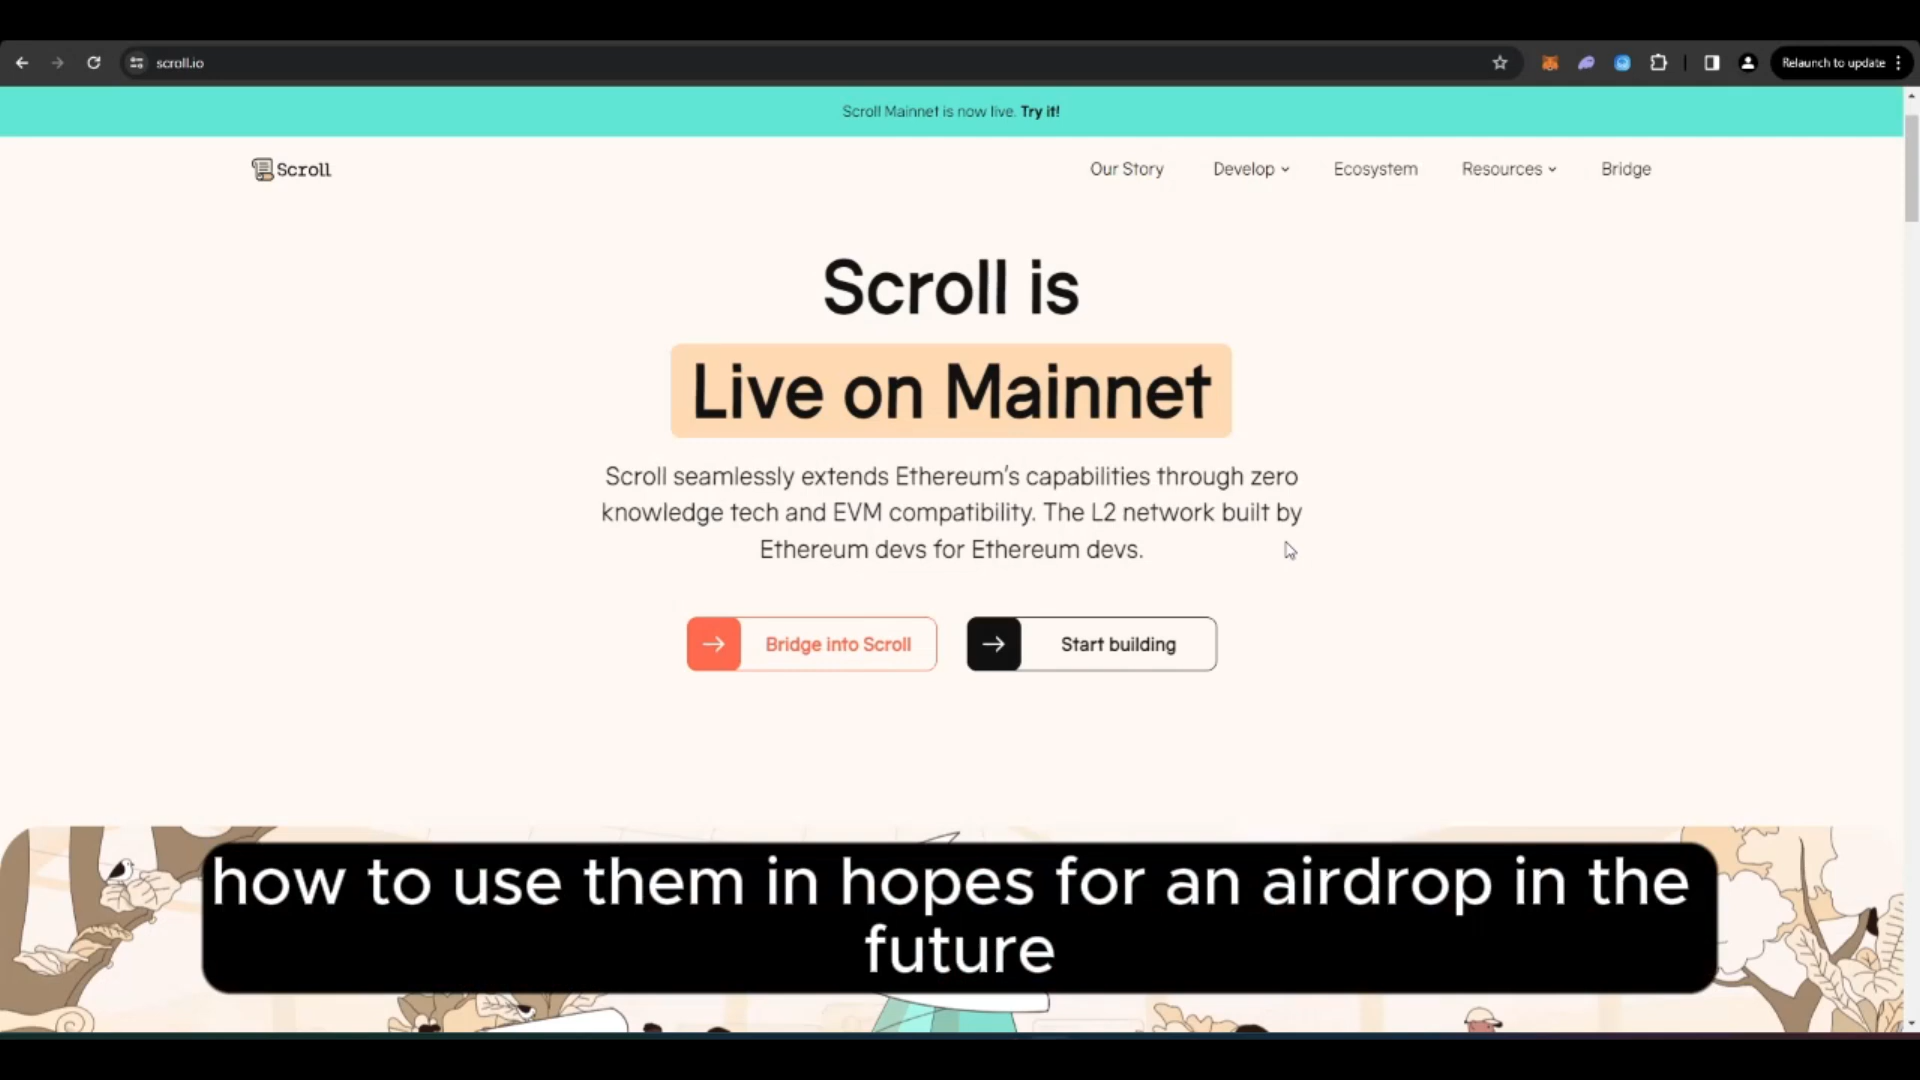 scroll.io
Relaunch to update
Scroll Mainnet is now live. Try it!
Scroll
Our Story
Develop
Ecosystem
Resources
Bridge
Scroll is
Live on Mainnet
Scroll seamlessly extends Ethereum's capabilities through zero
knowledge tech and EVM compatibility. The L2 network built by
Ethereum devs for Ethereum devs.
Bridge into Scroll
Start building
how to use them in hopes for an airdrop in the
future